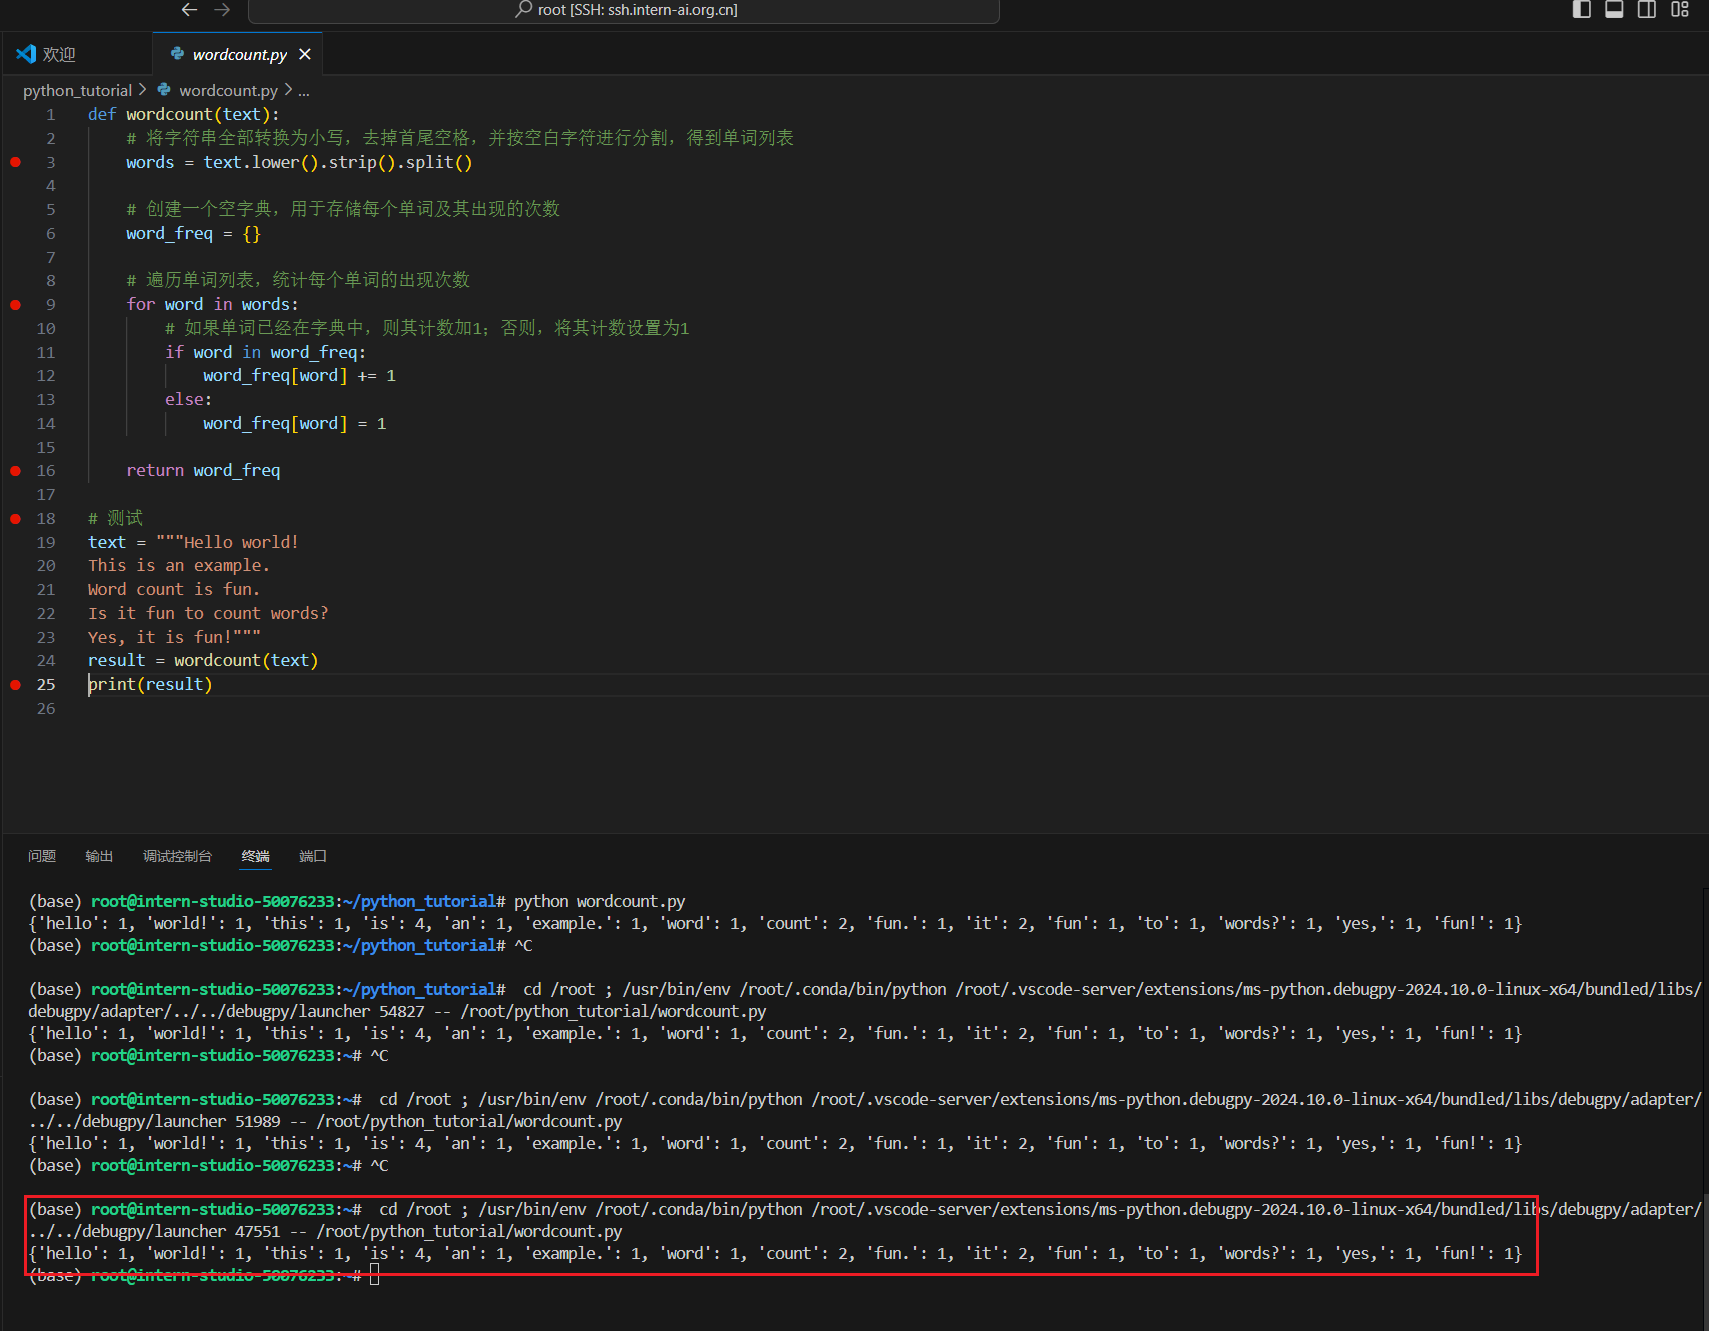 root [SSH: ssh.intern-ai.org.cn]
欢迎
wordcount.py
python_tutorial > wordcount.py > ...
1 def wordcount(text):
2 # 将字符串全部转换为小写，去掉首尾空格，并按空白字符进行分割，得到单词列表
3 words = text.lower().strip().split()
4
5 # 创建一个空字典，用于存储每个单词及其出现的次数
6 word_freq = {}
7
8 # 遍历单词列表，统计每个单词的出现次数
9 for word in words:
10 # 如果单词已经在字典中，则其计数加1；否则，将其计数设置为1
11 if word in word_freq:
12 word_freq[word] += 1
13 else:
14 word_freq[word] = 1
15
16 return word_freq
17
18 # 测试
19 text = """Hello world!
20 This is an example.
21 Word count is fun.
22 Is it fun to count words?
23 Yes, it is fun!"""
24 result = wordcount(text)
25 print(result)
26
问题 输出 调试控制台 终端 端口
(base) root@intern-studio-50076233:~/python_tutorial# python wordcount.py
{'hello': 1, 'world!': 1, 'this': 1, 'is': 4, 'an': 1, 'example.': 1, 'word': 1, 'count': 2, 'fun.': 1, 'it': 2, 'fun': 1, 'to': 1, 'words?': 1, 'yes,': 1, 'fun!': 1}
(base) root@intern-studio-50076233:~/python_tutorial# ^C
(base) root@intern-studio-50076233:~/python_tutorial# cd /root ; /usr/bin/env /root/.conda/bin/python /root/.vscode-server/extensions/ms-python.debugpy-2024.10.0-linux-x64/bundled/libs/
debugpy/adapter/../../debugpy/launcher 54827 -- /root/python_tutorial/wordcount.py
{'hello': 1, 'world!': 1, 'this': 1, 'is': 4, 'an': 1, 'example.': 1, 'word': 1, 'count': 2, 'fun.': 1, 'it': 2, 'fun': 1, 'to': 1, 'words?': 1, 'yes,': 1, 'fun!': 1}
(base) root@intern-studio-50076233:~# ^C
(base) root@intern-studio-50076233:~# cd /root ; /usr/bin/env /root/.conda/bin/python /root/.vscode-server/extensions/ms-python.debugpy-2024.10.0-linux-x64/bundled/libs/debugpy/adapter/
../../debugpy/launcher 51989 -- /root/python_tutorial/wordcount.py
{'hello': 1, 'world!': 1, 'this': 1, 'is': 4, 'an': 1, 'example.': 1, 'word': 1, 'count': 2, 'fun.': 1, 'it': 2, 'fun': 1, 'to': 1, 'words?': 1, 'yes,': 1, 'fun!': 1}
(base) root@intern-studio-50076233:~# ^C
(base) root@intern-studio-50076233:~# cd /root ; /usr/bin/env /root/.conda/bin/python /root/.vscode-server/extensions/ms-python.debugpy-2024.10.0-linux-x64/bundled/libs/debugpy/adapter/
../../debugpy/launcher 47551 -- /root/python_tutorial/wordcount.py
{'hello': 1, 'world!': 1, 'this': 1, 'is': 4, 'an': 1, 'example.': 1, 'word': 1, 'count': 2, 'fun.': 1, 'it': 2, 'fun': 1, 'to': 1, 'words?': 1, 'yes,': 1, 'fun!': 1}
(base) root@intern-studio-50076233:~#